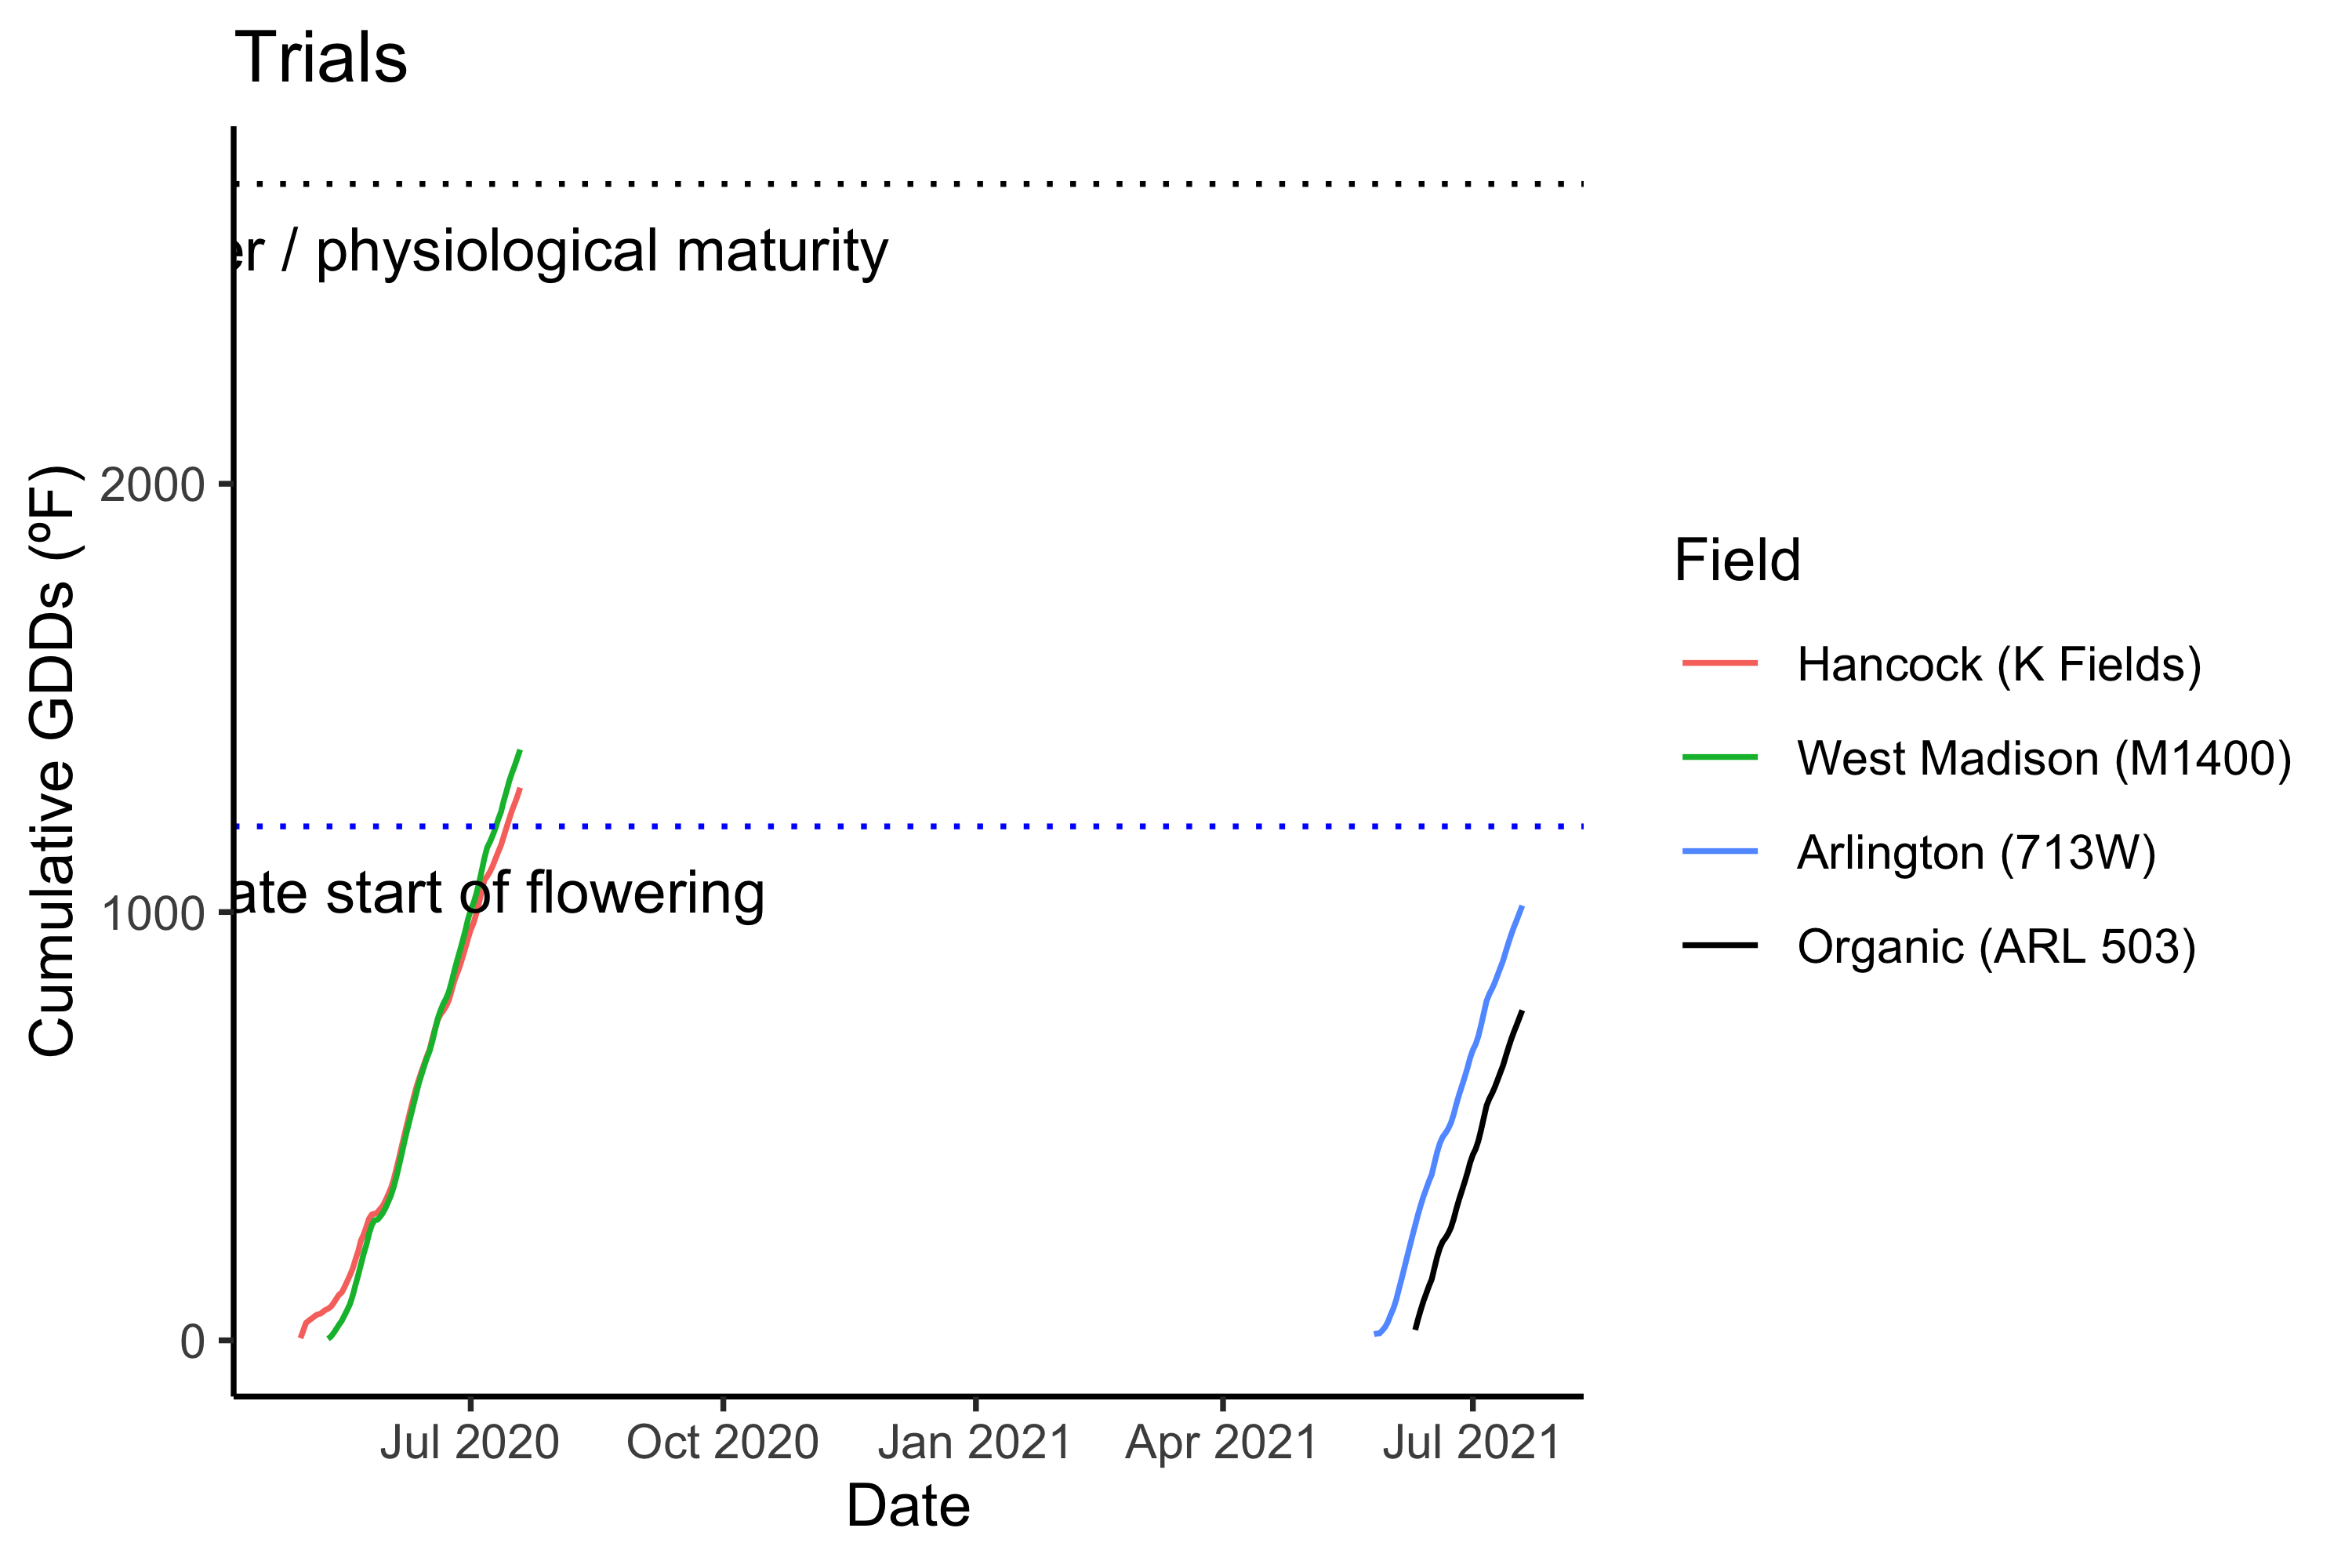 Trials
er / physiological maturity
ate start of flowering
Cumulative GDDs (ºF)
2000
1000
0
Jul 2020 Oct 2020 Jan 2021 Apr 2021 Jul 2021
Date
Field
Hancock (K Fields)
West Madison (M1400)
Arlington (713W)
Organic (ARL 503)